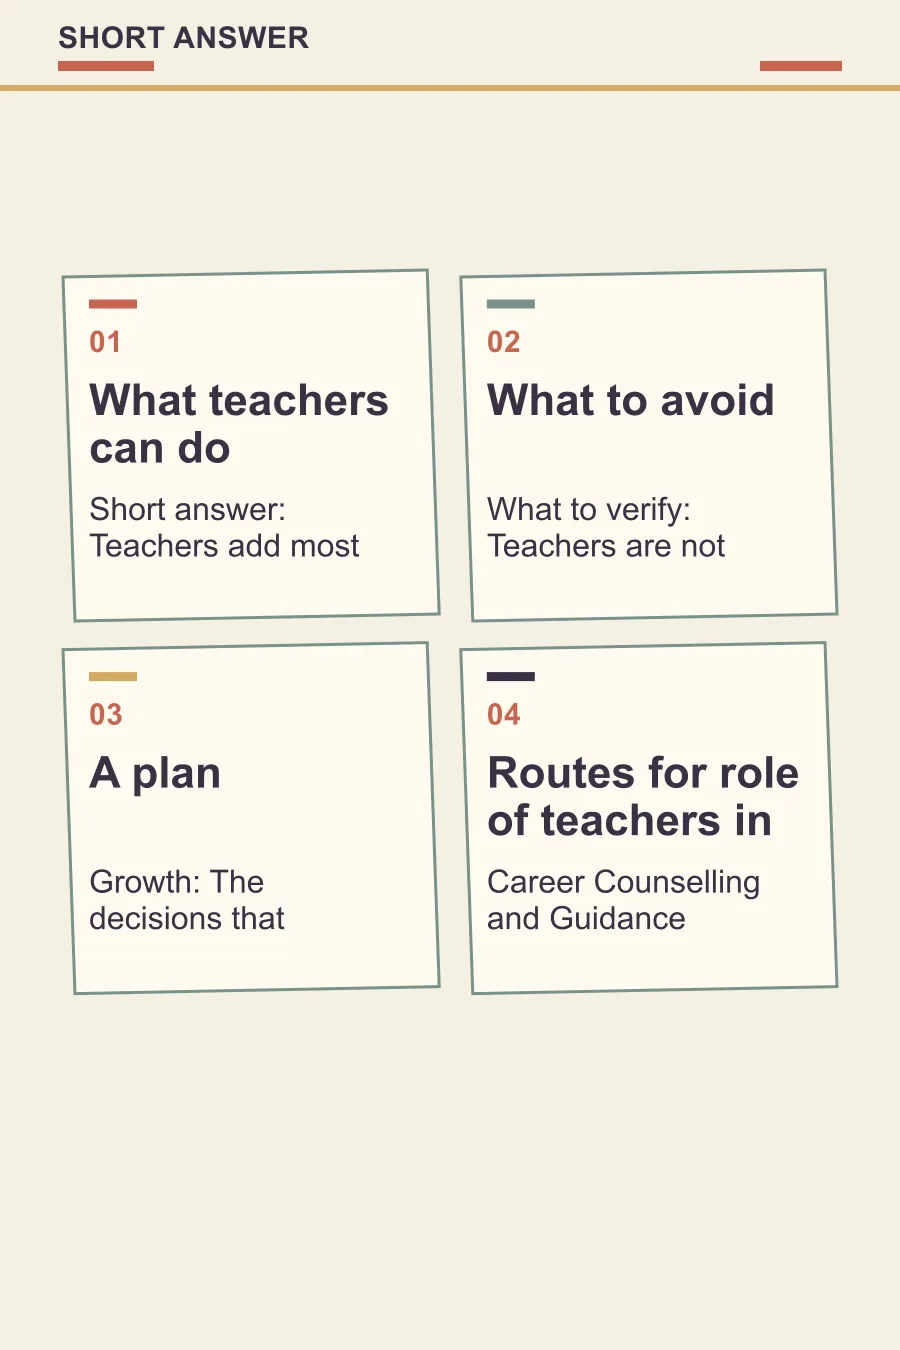 SHORT ANSWER
01
What teachers
can do
Short answer:
Teachers add most
02
What to avoid
What to verify:
Teachers are not
03
A plan
Growth: The
decisions that
04
Routes for role
of teachers in
Career Counselling
and Guidance